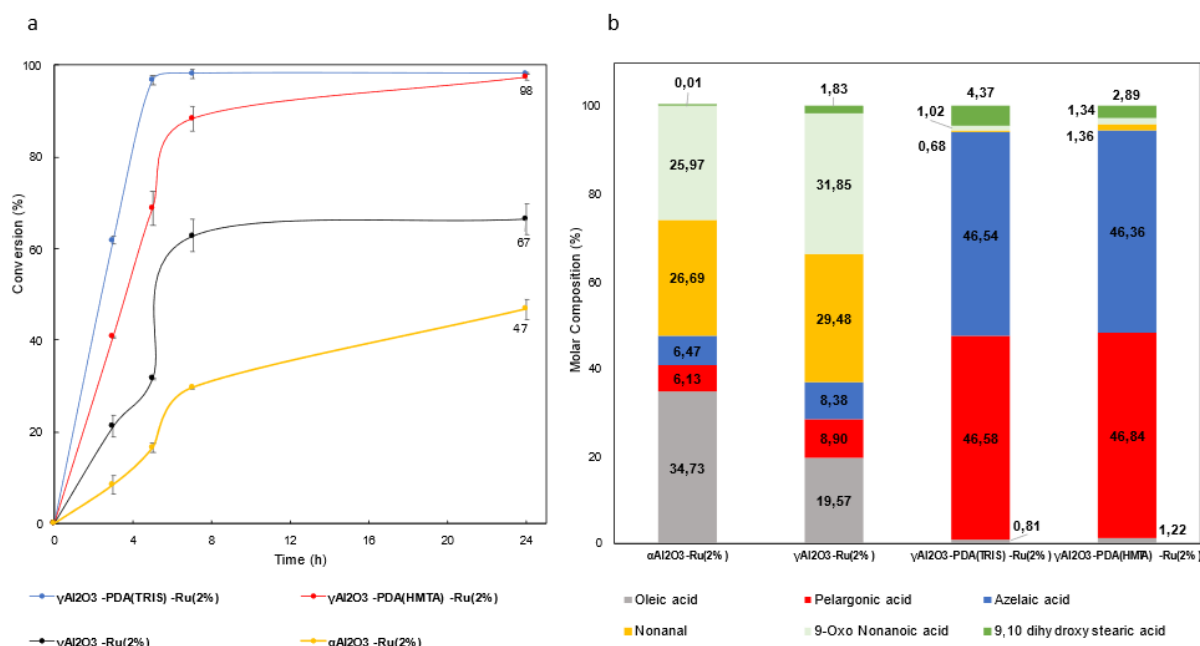 a
100
80
60
40
20
0
Conversion (%)
98
67
47
0 4 8 12 16 20 24
Time (h)
γAl2O3 -PDA(TRIS) -Ru(2%)
γAl2O3 -PDA(HMTA) -Ru(2%)
γAl2O3 -Ru(2%)
αAl2O3 -Ru(2%)
b
100
80
60
40
20
0
Molar Composition (%)
0,01
25,97
26,69
6,47
6,13
34,73
1,83
31,85
29,48
8,38
8,90
19,57
4,37
1,02
0,68
46,54
46,58
0,81
2,89
1,34
1,36
46,36
46,84
1,22
αAl2O3-Ru(2%)
γAl2O3-Ru(2%)
γAl2O3-PDA(TRIS) -Ru(2%)
γAl2O3-PDA(HMTA) -Ru(2%)
Oleic acid
Pelargonic acid
Azelaic acid
Nonanal
9-Oxo Nonanoic acid
9,10 dihy droxy stearic acid